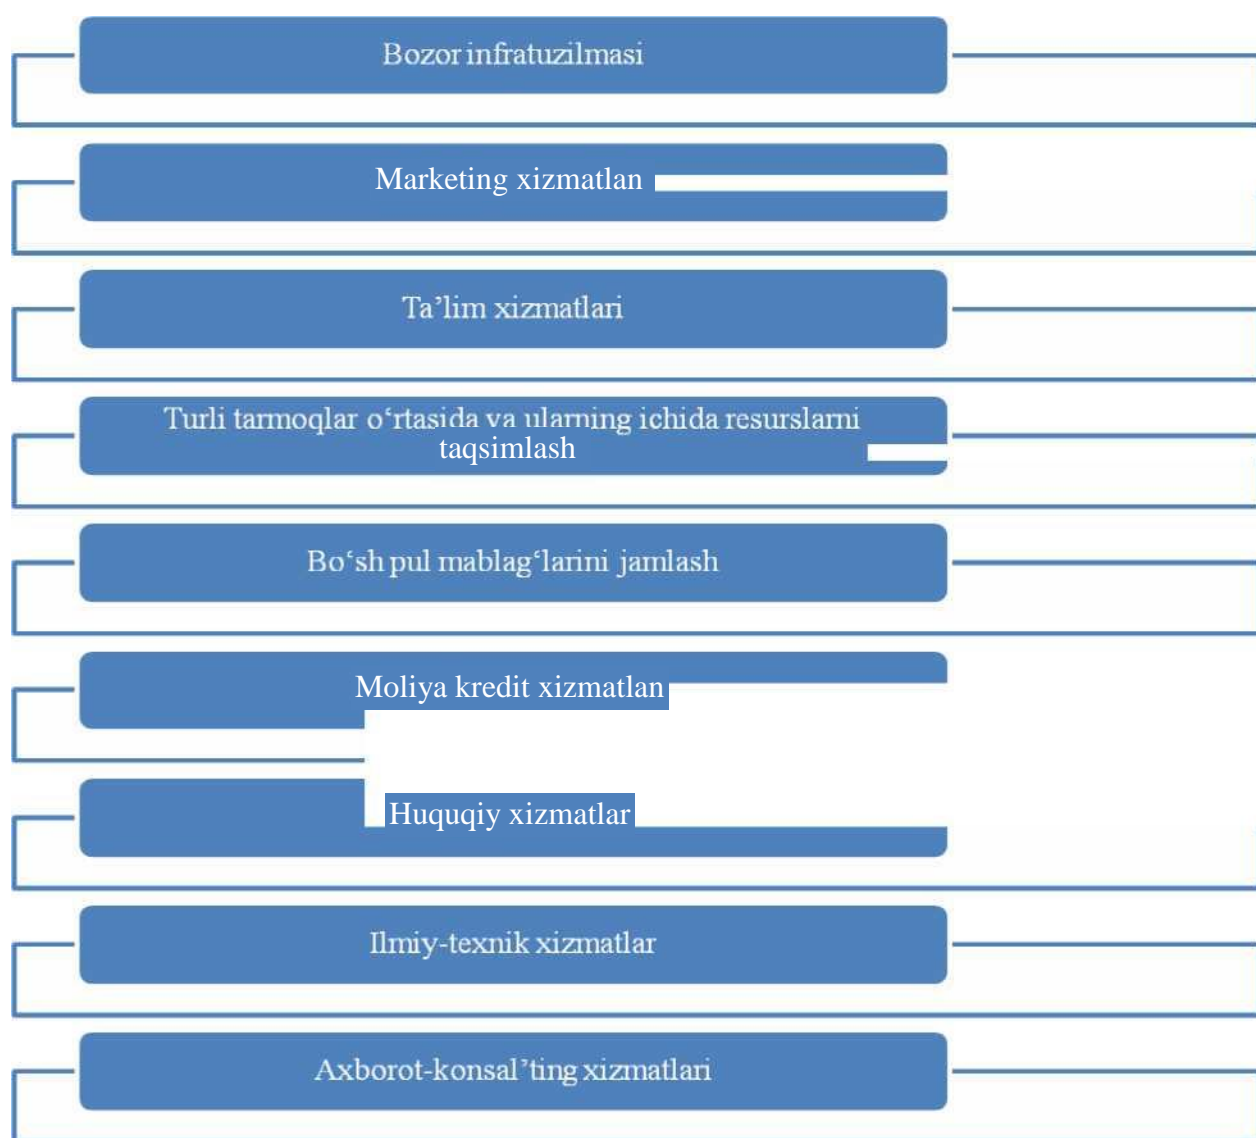 Bozor infratuzilmasi
Marketing xizmatlan
Ta’lim xizmatlari
Turli tarmoqlar o‘rtasida va ularning ichida resurslarni
taqsimlash
Bo‘sh pul mablag‘larini jamlash
Moliya kredit xizmatlan
Huquqiy xizmatlar
Ilmiy-texnik xizmatlar
Axborot-konsal’ting xizmatlari